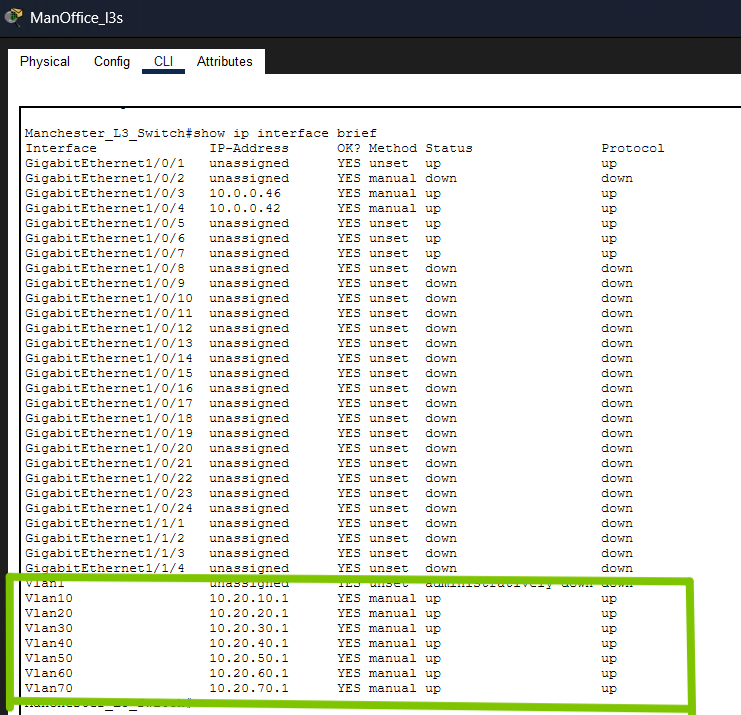 ManOffice_l3s
Physical Config CLI Attributes
Manchester_L3_Switch#show ip interface brief
Interface IP-Address OK? Method Status Protocol
GigabitEthernet1/0/1 unassigned YES unset up up
GigabitEthernet1/0/2 unassigned YES manual down down
GigabitEthernet1/0/3 10.0.0.46 YES manual up up
GigabitEthernet1/0/4 10.0.0.42 YES manual up up
GigabitEthernet1/0/5 unassigned YES unset up up
GigabitEthernet1/0/6 unassigned YES unset up up
GigabitEthernet1/0/7 unassigned YES unset up up
GigabitEthernet1/0/8 unassigned YES unset down down
GigabitEthernet1/0/9 unassigned YES unset down down
GigabitEthernet1/0/10 unassigned YES unset down down
GigabitEthernet1/0/11 unassigned YES unset down down
GigabitEthernet1/0/12 unassigned YES unset down down
GigabitEthernet1/0/13 unassigned YES unset down down
GigabitEthernet1/0/14 unassigned YES unset down down
GigabitEthernet1/0/15 unassigned YES unset down down
GigabitEthernet1/0/16 unassigned YES unset down down
GigabitEthernet1/0/17 unassigned YES unset down down
GigabitEthernet1/0/18 unassigned YES unset down down
GigabitEthernet1/0/19 unassigned YES unset down down
GigabitEthernet1/0/20 unassigned YES unset down down
GigabitEthernet1/0/21 unassigned YES unset down down
GigabitEthernet1/0/22 unassigned YES unset down down
GigabitEthernet1/0/23 unassigned YES unset down down
GigabitEthernet1/0/24 unassigned YES unset down down
GigabitEthernet1/1/1 unassigned YES unset down down
GigabitEthernet1/1/2 unassigned YES unset down down
GigabitEthernet1/1/3 unassigned YES unset down down
GigabitEthernet1/1/4 unassigned YES unset down down
Vlan1 unassigned YES unset administratively down down
Vlan10 10.20.10.1 YES manual up up
Vlan20 10.20.20.1 YES manual up up
Vlan30 10.20.30.1 YES manual up up
Vlan40 10.20.40.1 YES manual up up
Vlan50 10.20.50.1 YES manual up up
Vlan60 10.20.60.1 YES manual up up
Vlan70 10.20.70.1 YES manual up up
Manchester_L3_Switch#